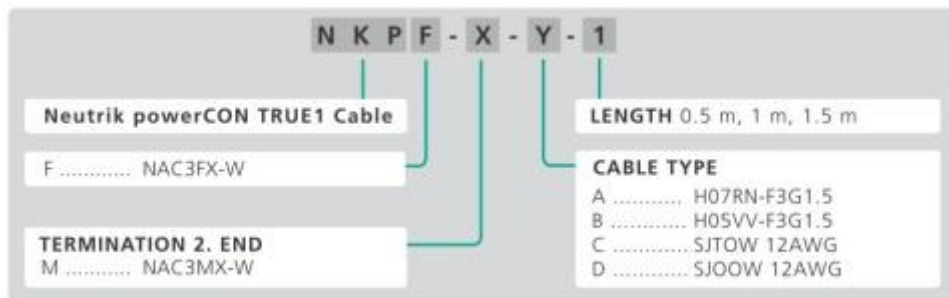 N K P F - X - Y - 1
Neutrik powerCON TRUE1 Cable
F ............ NAC3FX-W
TERMINATION 2. END
M ........... NAC3MX-W
LENGTH 0.5 m, 1 m, 1.5 m
CABLE TYPE
A ............ H07RN-F3G1.5
B ............ H05VV-F3G1.5
C ............ SJTOW 12AWG
D ............ SJOOW 12AWG